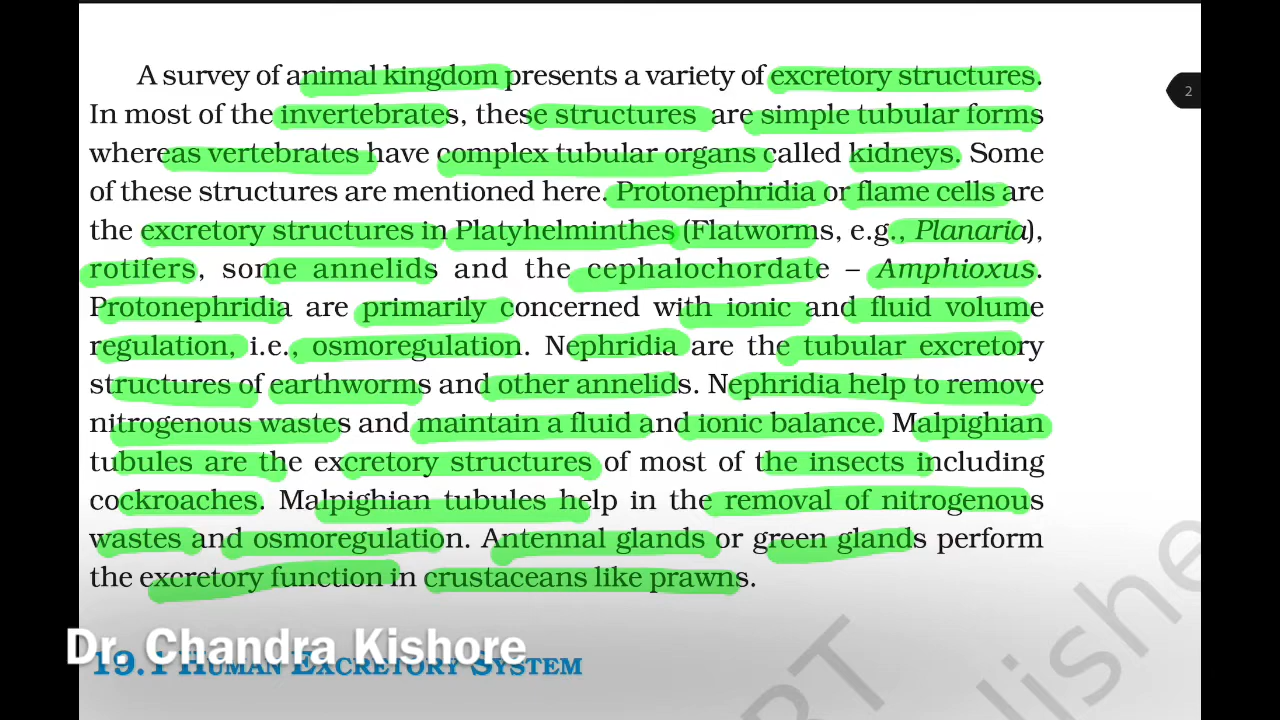 A survey of animal kingdom presents a variety of excretory structures.
In most of the invertebrates, these structures are simple tubular forms
whereas vertebrates have complex tubular organs called kidneys. Some
of these structures are mentioned here. Protonephridia or flame cells are
the excretory structures in Platyhelminthes (Flatworms, e.g., Planaria),
rotifers, some annelids and the cephalochordate – Amphioxus.
Protonephridia are primarily concerned with ionic and fluid volume
regulation, i.e., osmoregulation. Nephridia are the tubular excretory
structures of earthworms and other annelids. Nephridia help to remove
nitrogenous wastes and maintain a fluid and ionic balance. Malpighian
tubules are the excretory structures of most of the insects including
cockroaches. Malpighian tubules help in the removal of nitrogenous
wastes and osmoregulation. Antennal glands or green glands perform
the excretory function in crustaceans like prawns.
2
Dr. Chandra Kishore
19.1 Human Excretory System